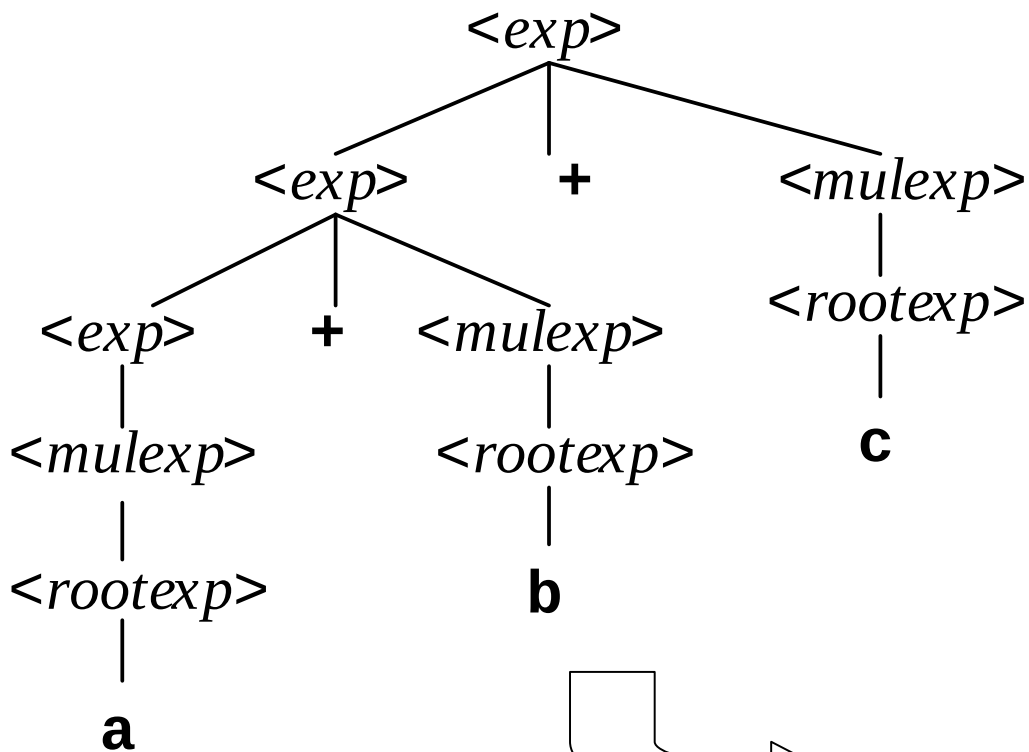 <exp>
<exp> + <mulexp>
<rootexp>
<exp> + <mulexp>
c
<mulexp> <rootexp>
<rootexp> b
a